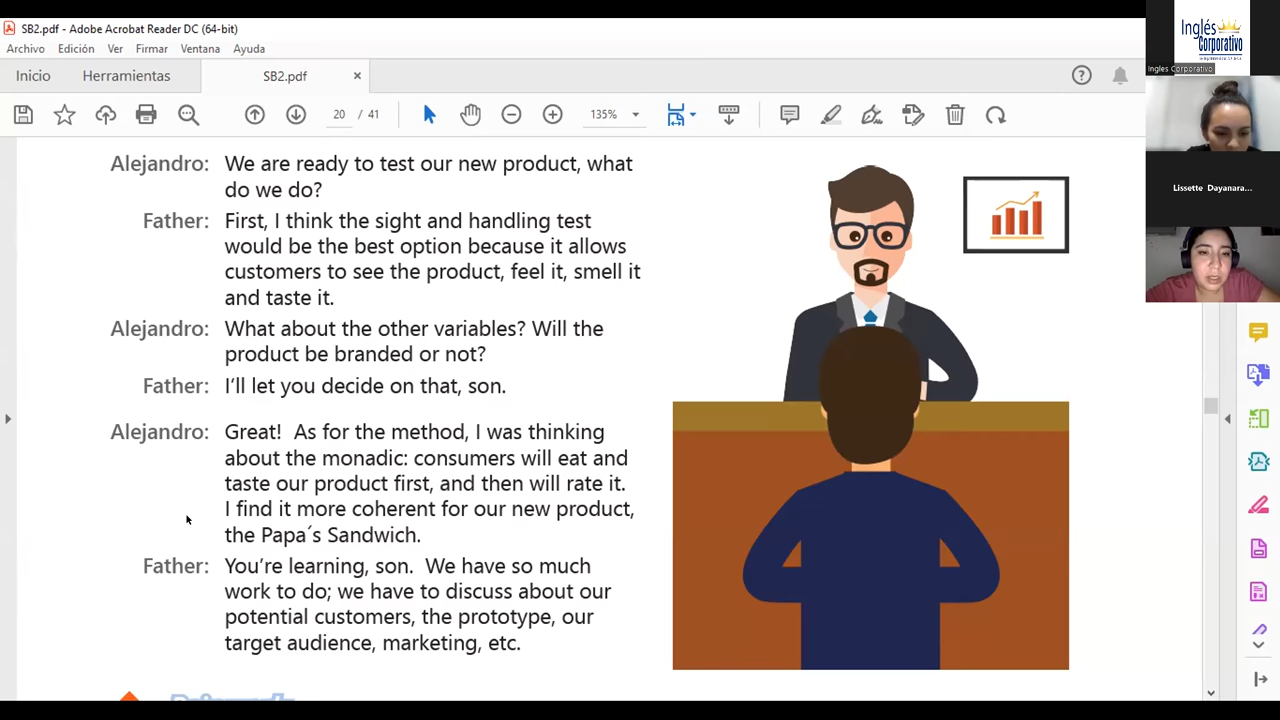 SB2.pdf - Adobe Acrobat Reader DC (64-bit)
Archivo Edición Ver Firmar Ventana Ayuda
Inicio Herramientas SB2.pdf ×
20 / 41 135%
Alejandro: We are ready to test our new product, what
do we do?
Father: First, I think the sight and handling test
would be the best option because it allows
customers to see the product, feel it, smell it
and taste it.
Alejandro: What about the other variables? Will the
product be branded or not?
Father: I'll let you decide on that, son.
Alejandro: Great! As for the method, I was thinking
about the monadic: consumers will eat and
taste our product first, and then will rate it.
I find it more coherent for our new product,
the Papa´s Sandwich.
Father: You're learning, son. We have so much
work to do; we have to discuss about our
potential customers, the prototype, our
target audience, marketing, etc.
Inglés
Corporativo
Ingles Corporativo
Lissette Dayanara...